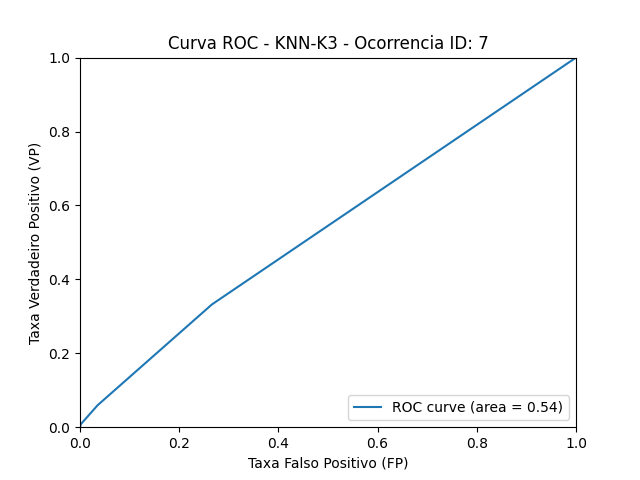 Curva ROC - KNN-K3 - Ocorrencia ID: 7
Taxa Verdadeiro Positivo (VP)
1.0
0.8
0.6
0.4
0.2
0.0
ROC curve (area = 0.54)
0.0 0.2 0.4 0.6 0.8 1.0
Taxa Falso Positivo (FP)